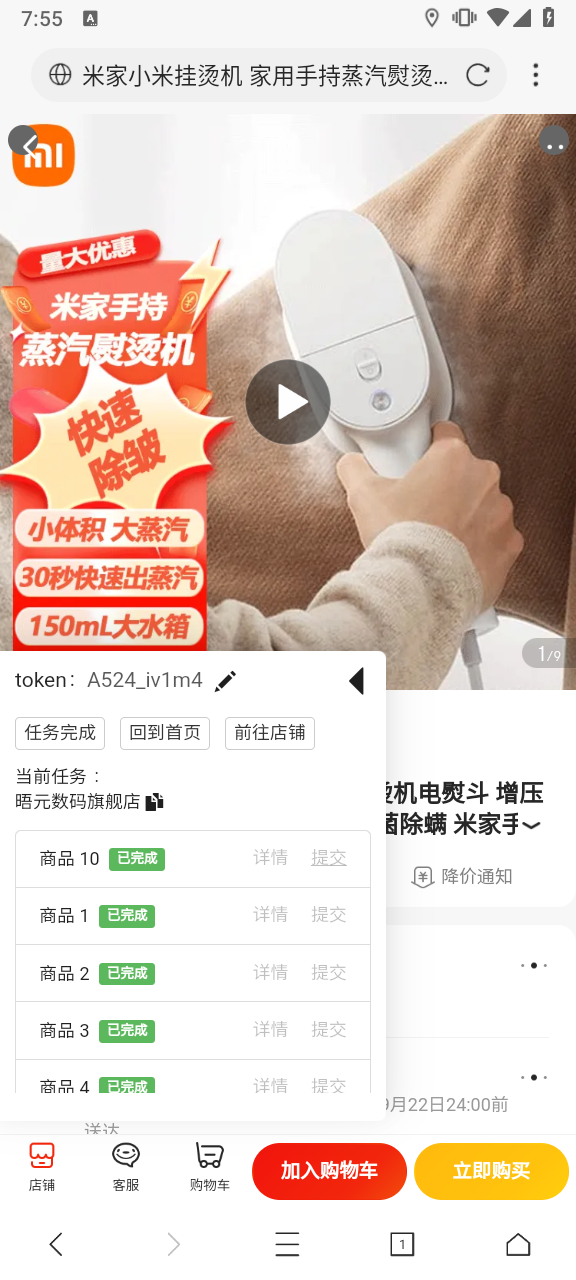 7:55
A
米家小米挂烫机 家用手持蒸汽熨烫...
mi
量大优惠
米家手持
蒸汽熨烫机
快速
除皱
小体积 大蒸汽
30秒快速出蒸汽
150mL大水箱
1/9
token: A524_iv1m4
任务完成 回到首页 前往店铺
当前任务：
晤元数码旗舰店
烫机电熨斗 增压
菌除螨 米家手
降价通知
商品 10 已完成 详情 提交
商品 1 已完成 详情 提交
商品 2 已完成 详情 提交
商品 3 已完成 详情 提交
商品 4 已完成 详情 提交
9月22日24:00前
送达
店铺 客服 购物车 加入购物车 立即购买
1